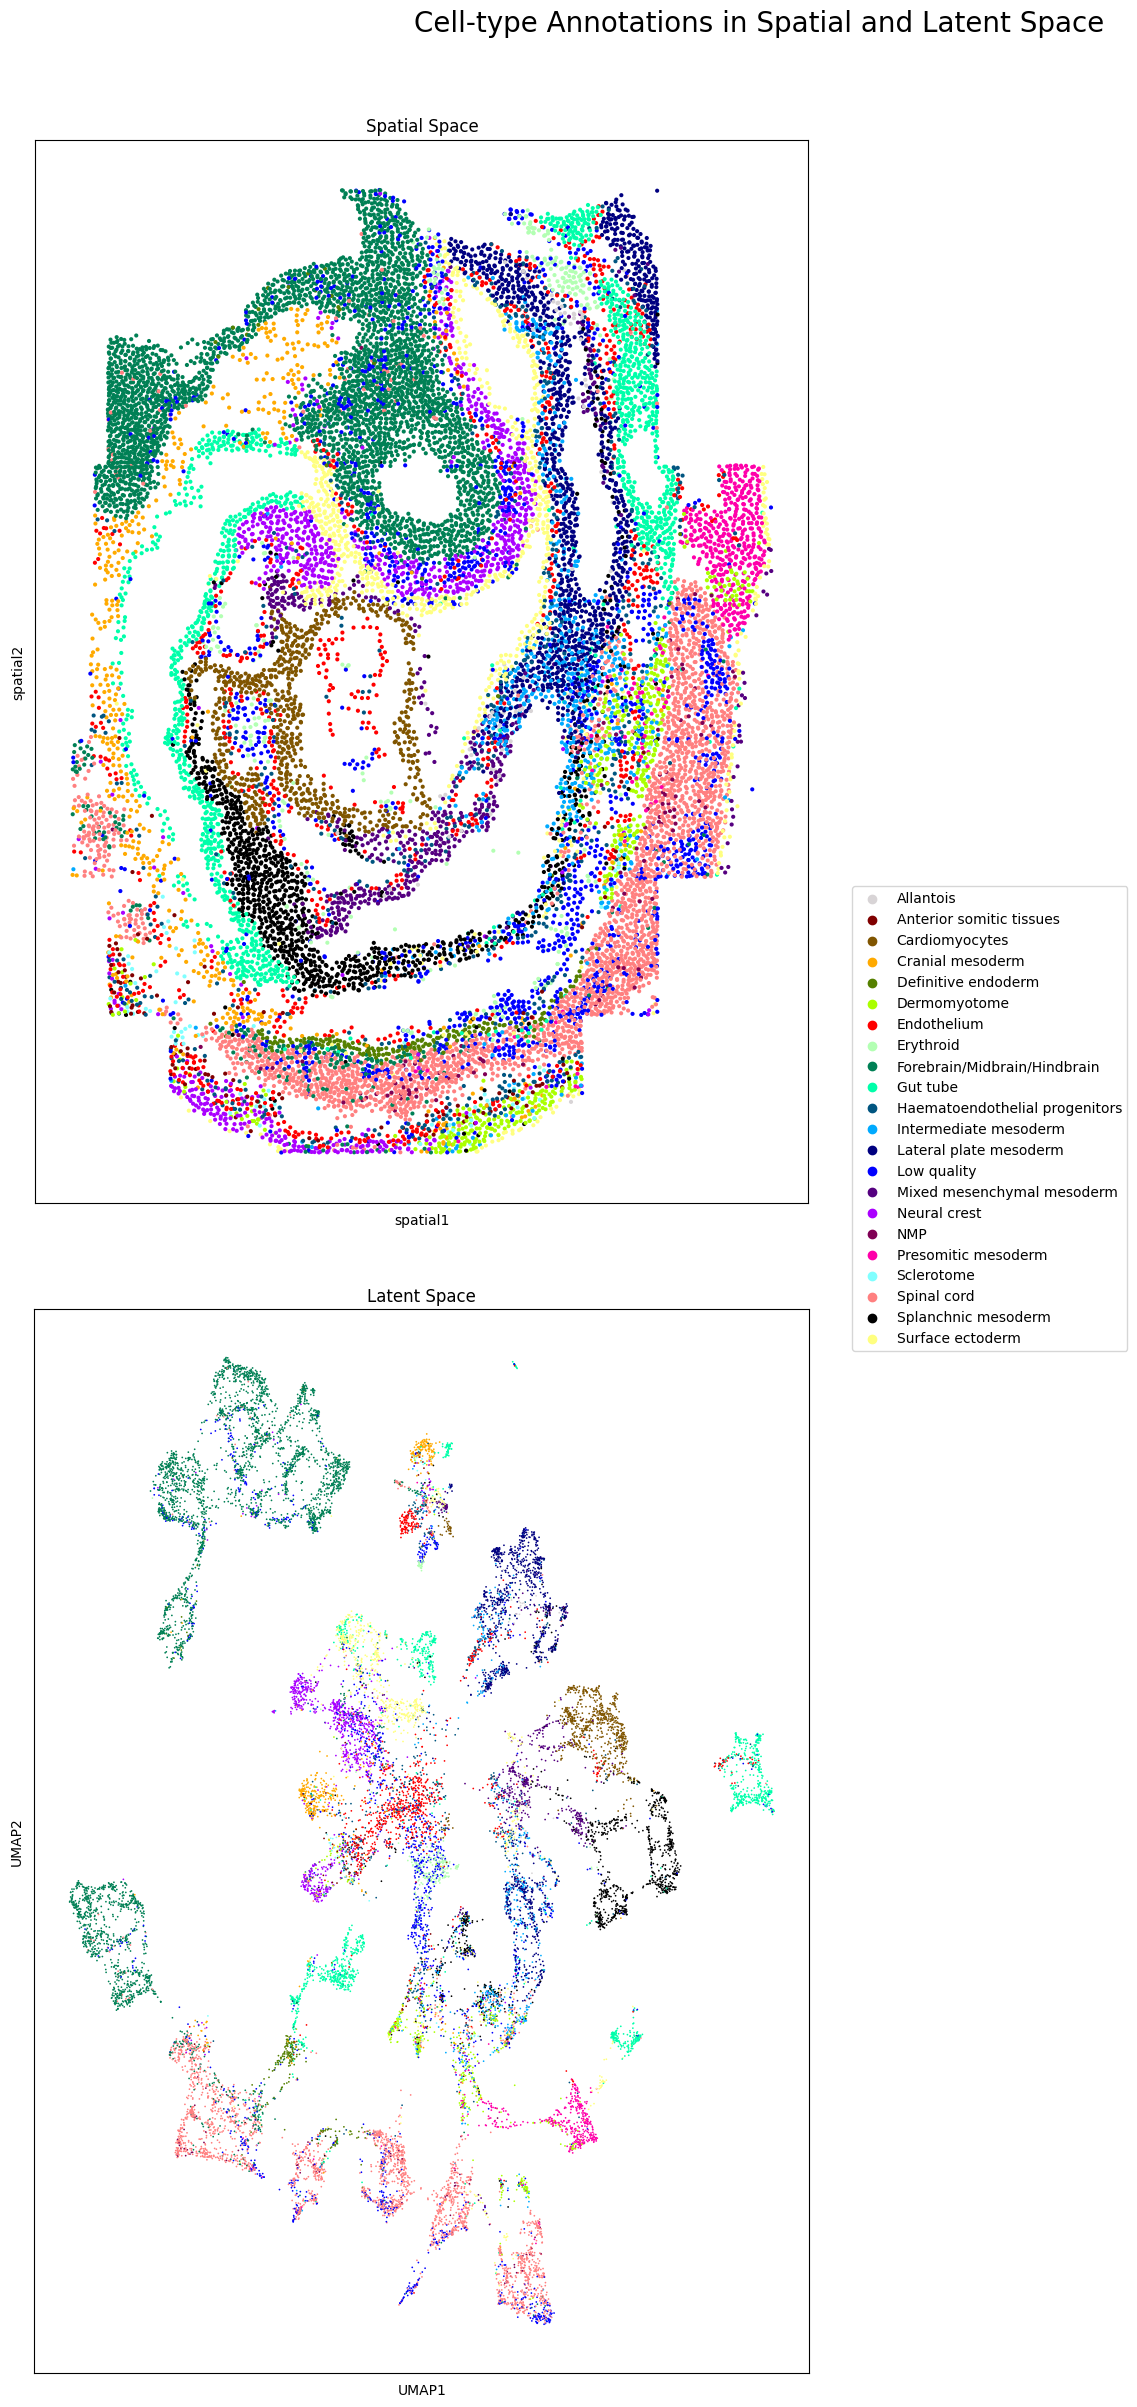 Cell-type Annotations in Spatial and Latent Space
Spatial Space
spatial2
spatial1
Allantois
Anterior somitic tissues
Cardiomyocytes
Cranial mesoderm
Definitive endoderm
Dermomyotome
Endothelium
Erythroid
Forebrain/Midbrain/Hindbrain
Gut tube
Haematoendothelial progenitors
Intermediate mesoderm
Lateral plate mesoderm
Low quality
Mixed mesenchymal mesoderm
Neural crest
NMP
Presomitic mesoderm
Sclerotome
Spinal cord
Splanchnic mesoderm
Surface ectoderm
Latent Space
UMAP2
UMAP1